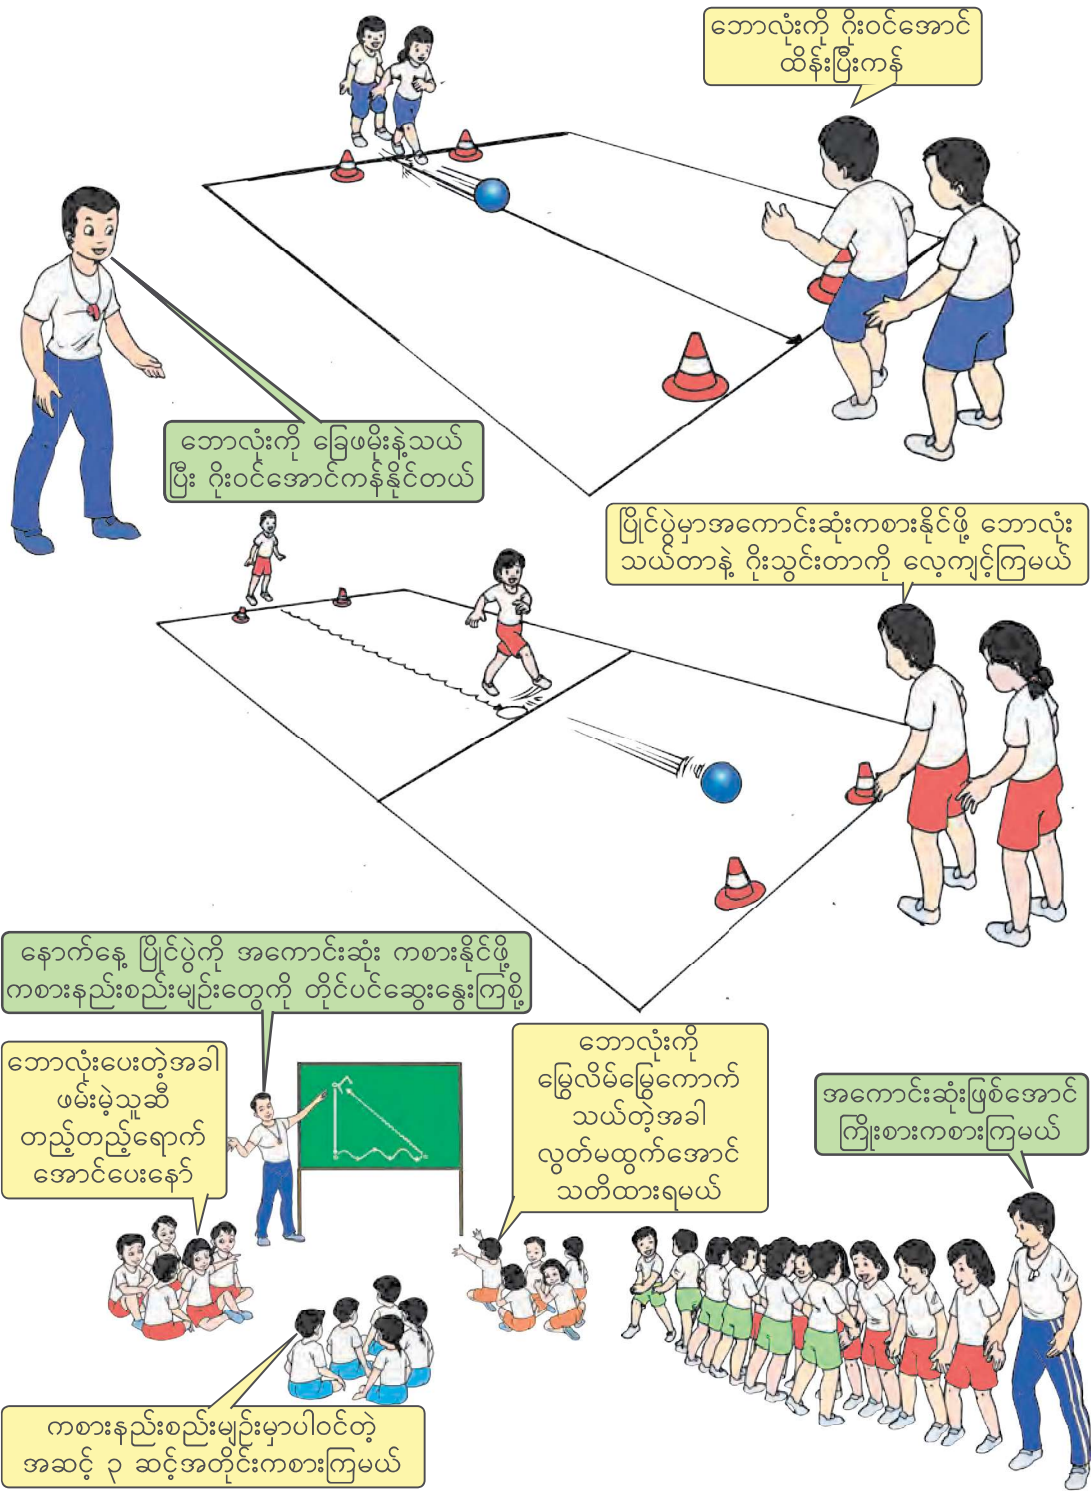 ဘောလုံးကို ဂိုးဝင်အောင်
ထိန်းပြီးကန်
ဘောလုံးကို ခြေဖမိုးနဲ့သယ်
ပြီး ဂိုးဝင်အောင်ကန်နိုင်တယ်
ပြိုင်ပွဲမှာအကောင်းဆုံးကစားနိုင်ဖို့ ဘောလုံး
သယ်တာနဲ့ ဂိုးသွင်းတာကို လေ့ကျင့်ကြမယ်
နောက်နေ့ ပြိုင်ပွဲကို အကောင်းဆုံး ကစားနိုင်ဖို့
ကစားနည်းစည်းမျဉ်းတွေကို တိုင်ပင်ဆွေးနွေးကြစို့
ဘောလုံးပေးတဲ့အခါ
ဖမ်းမဲ့သူဆီ
တည့်တည့်ရောက်
အောင်ပေးနော်
ဘောလုံးကို
မြွေလိမ်မြွေကောက်
သယ်တဲ့အခါ
လွတ်မထွက်အောင်
သတိထားရမယ်
အကောင်းဆုံးဖြစ်အောင်
ကြိုးစားကစားကြမယ်
ကစားနည်းစည်းမျဉ်းမှာပါဝင်တဲ့
အဆင့် ၃ ဆင့်အတိုင်းကစားကြမယ်